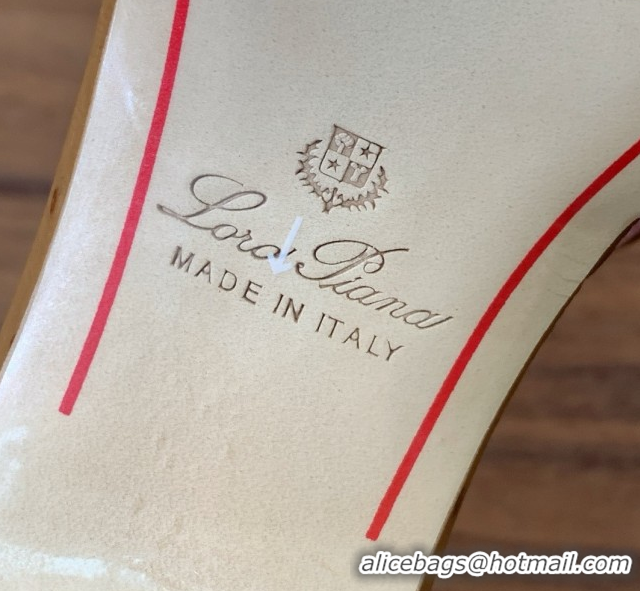 Loro Piana
MADE IN ITALY
alicebags@hotmail.com